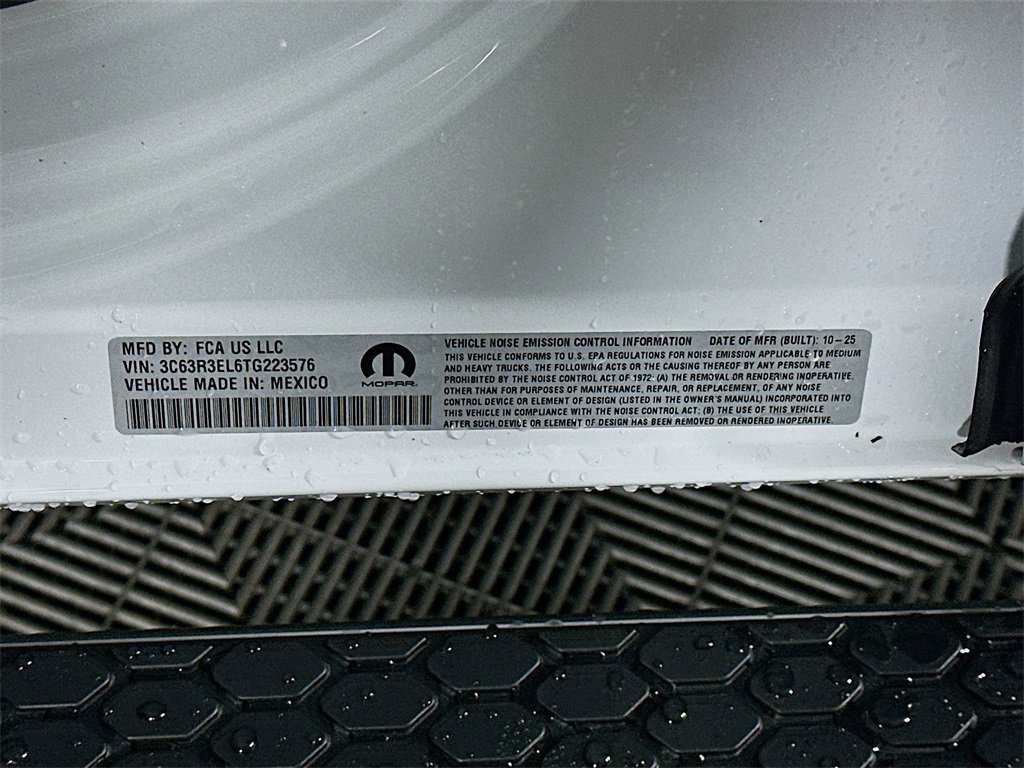 MFD BY: FCA US LLC
VIN: 3C63R3EL6TG223576
VEHICLE MADE IN: MEXICO
MOPAR.
VEHICLE NOISE EMISSION CONTROL INFORMATION DATE OF MFR (BUILT): 10-25
THIS VEHICLE CONFORMS TO U.S. EPA REGULATIONS FOR NOISE EMISSION APPLICABLE TO MEDIUM
AND HEAVY TRUCKS. THE FOLLOWING ACTS OR THE CAUSING THEREOF BY ANY PERSON ARE
PROHIBITED BY THE NOISE CONTROL ACT OF 1972: (A) THE REMOVAL OR RENDERING INOPERATIVE,
OTHER THAN FOR PURPOSES OF MAINTENANCE, REPAIR, OR REPLACEMENT, OF ANY NOISE
CONTROL DEVICE OR ELEMENT OF DESIGN (LISTED IN THE OWNER'S MANUAL) INCORPORATED INTO
THIS VEHICLE IN COMPLIANCE WITH THE NOISE CONTROL ACT; (B) THE USE OF THIS VEHICLE
AFTER SUCH DEVICE OR ELEMENT OF DESIGN HAS BEEN REMOVED OR RENDERED INOPERATIVE.